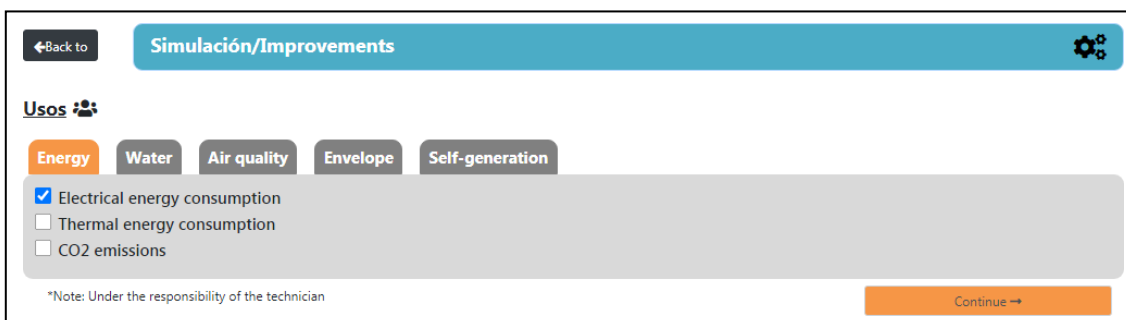 Back to
Simulación/Improvements
Usos
Energy Water Air quality Envelope Self-generation
Electrical energy consumption
Thermal energy consumption
CO2 emissions
*Note: Under the responsibility of the technician
Continue →